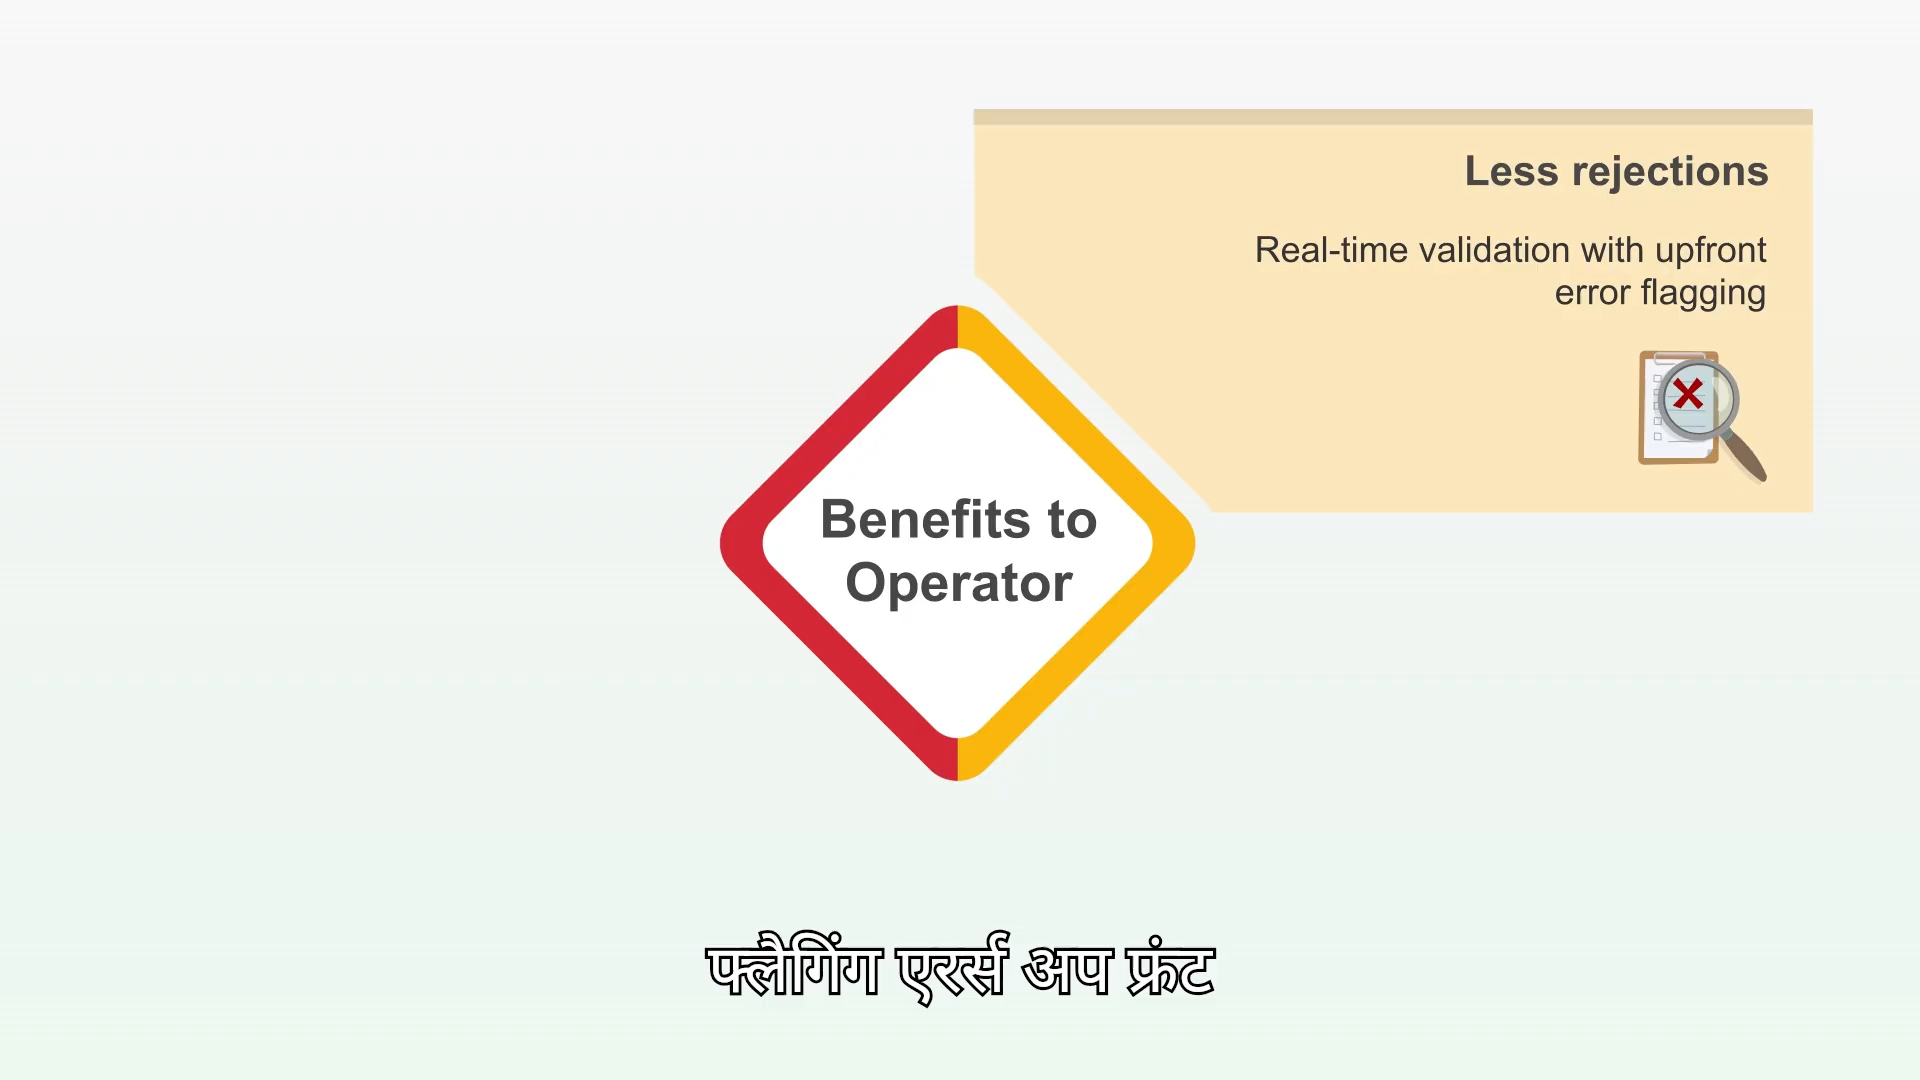 Less rejections
Real-time validation with upfront
error flagging
Benefits to
Operator
फ्लैगिंग एरर्स अप फ्रंट